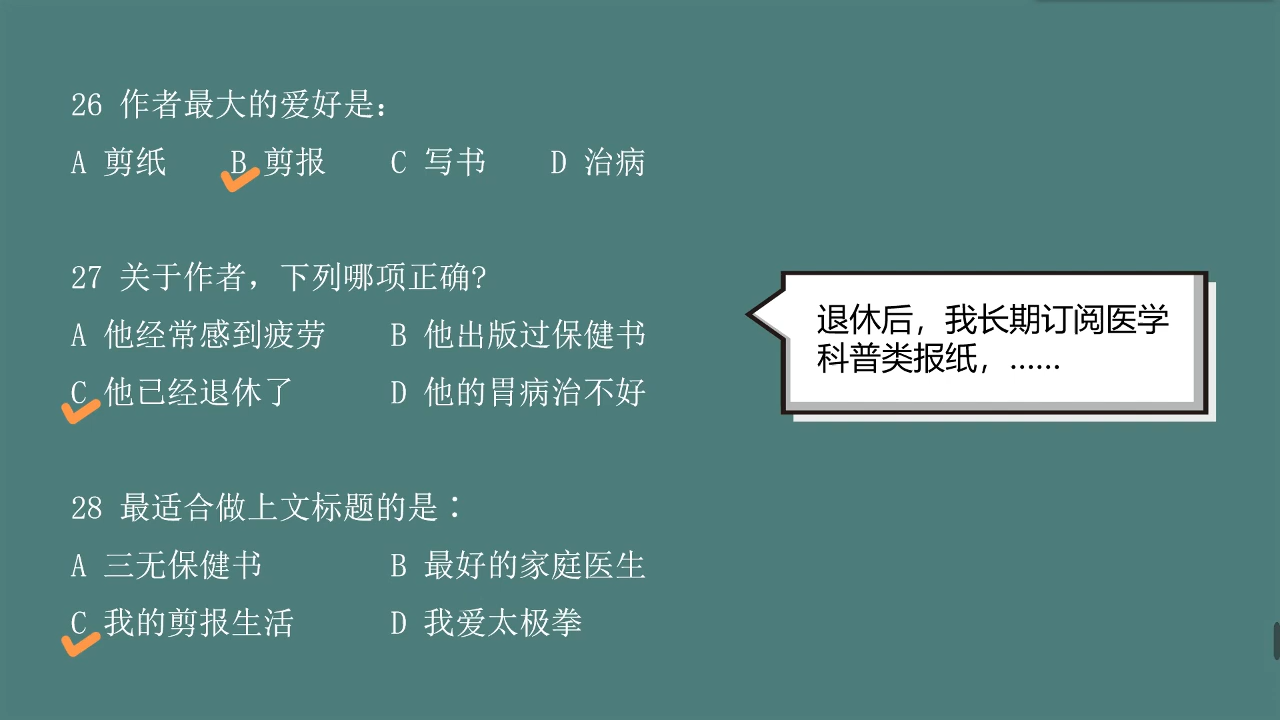 26 作者最大的爱好是：
A 剪纸 B 剪报 C 写书 D 治病
27 关于作者，下列哪项正确?
A 他经常感到疲劳 B 他出版过保健书
C 他已经退休了 D 他的胃病治不好
退休后，我长期订阅医学
科普类报纸，……
28 最适合做上文标题的是：
A 三无保健书 B 最好的家庭医生
C 我的剪报生活 D 我爱太极拳